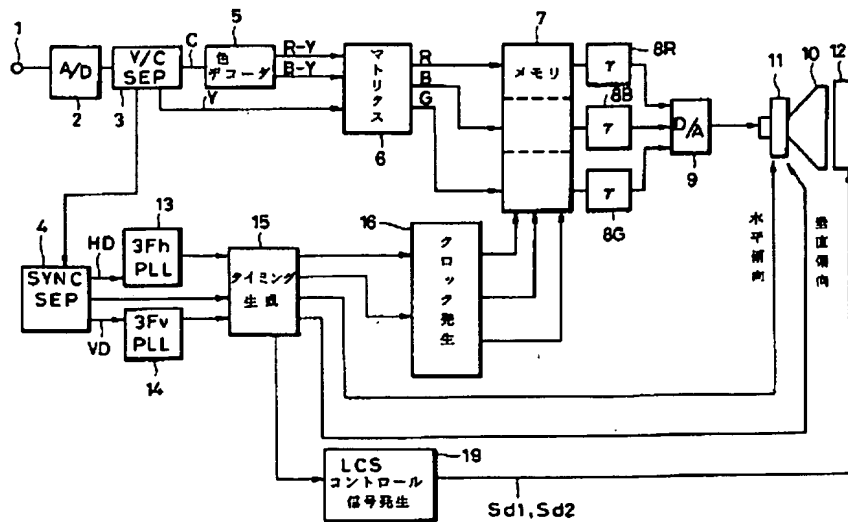 1
A/D
2
Y/C
SEP
3
C
5
色
デコーダ
R-Y
B-Y
Y
マトリクス
6
R
B
G
7
メモリ
8R
γ
8B
γ
8G
γ
D/A
9
11
10
12
4
SYNC
SEP
HD
VD
13
3Fh
PLL
3Fv
PLL
14
15
タイミング
生成
16
クロック発生
水平偏向
垂直偏向
19
LCS
コントロール
信号発生
Sd1,Sd2